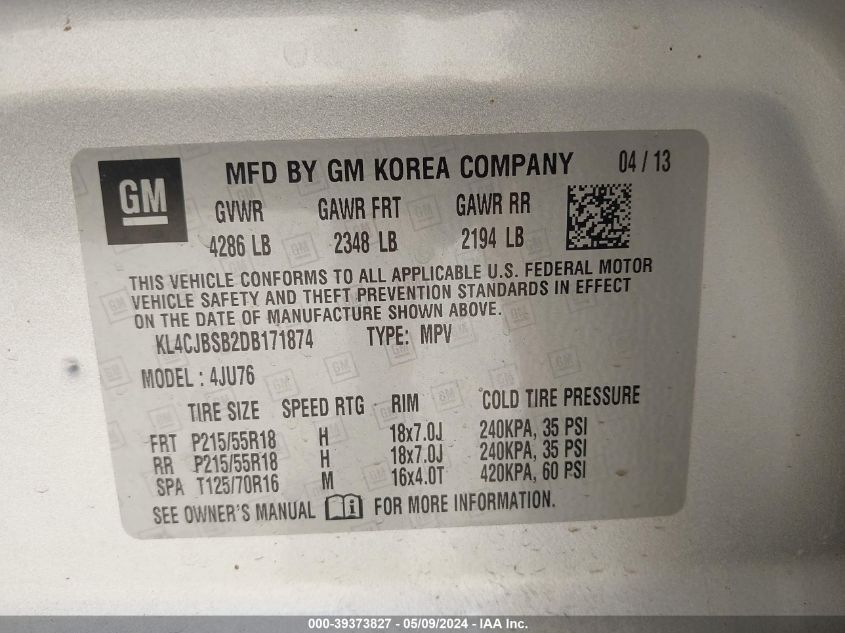 GM
MFD BY GM KOREA COMPANY 04 / 13
GVWR GAWR FRT GAWR RR
4286 LB 2348 LB 2194 LB
THIS VEHICLE CONFORMS TO ALL APPLICABLE U.S. FEDERAL MOTOR
VEHICLE SAFETY AND THEFT PREVENTION STANDARDS IN EFFECT
ON THE DATE OF MANUFACTURE SHOWN ABOVE.
KL4CJBSB2DB171874 TYPE: MPV
MODEL : 4JU76
TIRE SIZE SPEED RTG RIM COLD TIRE PRESSURE
FRT P215/55R18 H 18x7.0J 240KPA, 35 PSI
RR P215/55R18 H 18x7.0J 240KPA, 35 PSI
SPA T125/70R16 M 16x4.0T 420KPA, 60 PSI
SEE OWNER'S MANUAL i FOR MORE INFORMATION.
000-39373827 - 05/09/2024 - IAA Inc.